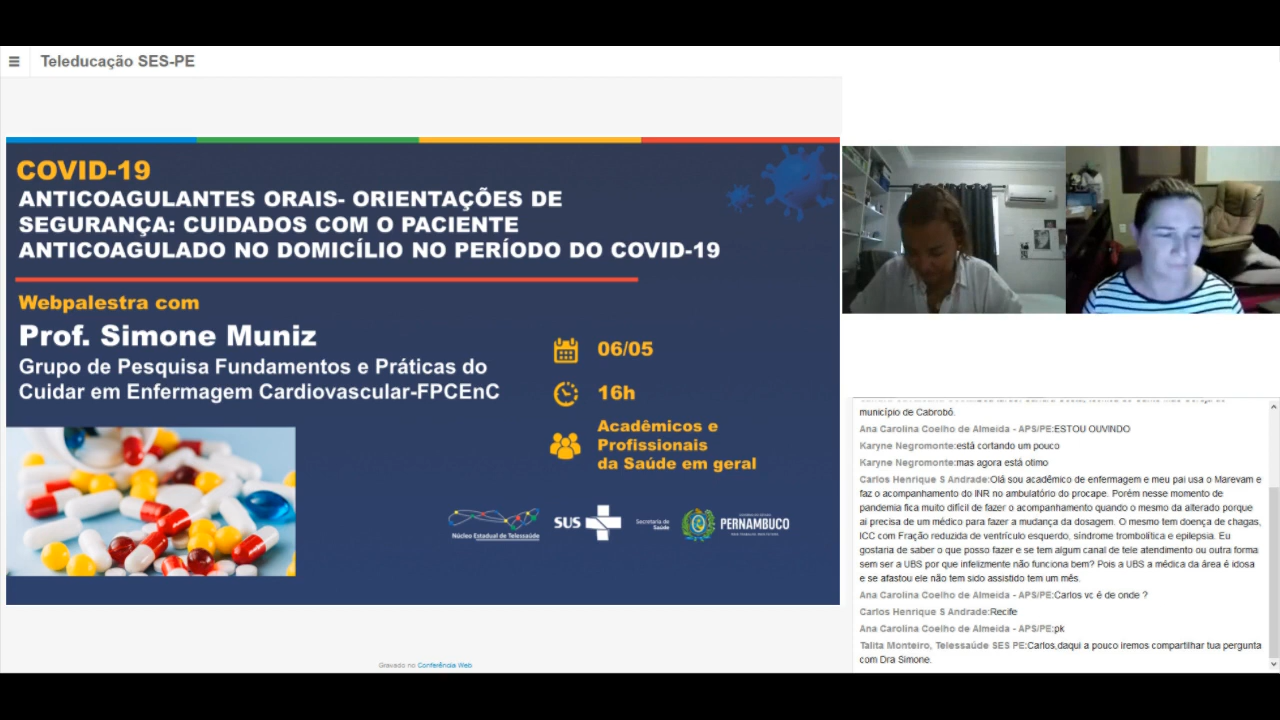 Teleducação SES-PE
COVID-19
ANTICOAGULANTES ORAIS- ORIENTAÇÕES DE
SEGURANÇA: CUIDADOS COM O PACIENTE
ANTICOAGULADO NO DOMICÍLIO NO PERÍODO DO COVID-19
Webpalestra com
Prof. Simone Muniz
Grupo de Pesquisa Fundamentos e Práticas do
Cuidar em Enfermagem Cardiovascular-FPCEnC
06/05
16h
Acadêmicos e
Profissionais
da Saúde em geral
Núcleo Estadual de Telessaúde
SUS
Secretaria de
Saúde
PERNAMBUCO
Gravado no Conferência Web
município de Cabrobó.
Ana Carolina Coelho de Almeida - APS/PE:ESTOU OUVINDO
Karyne Negromonte:está cortando um pouco
Karyne Negromonte:mas agora está otimo
Carlos Henrique S Andrade:Olá sou acadêmico de enfermagem e meu pai usa o Marevam e
faz o acompanhamento do INR no ambulatório do procape. Porém nesse momento de
pandemia fica muito difícil de fazer o acompanhamento quando o mesmo da alterado porque
ai precisa de um médico para fazer a mudança da dosagem. O mesmo tem doença de chagas,
ICC com Fração reduzida de ventrículo esquerdo, síndrome trombolítica e epilepsia. Eu
gostaria de saber o que posso fazer e se tem algum canal de tele atendimento ou outra forma
sem ser a UBS por que infelizmente não funciona bem? Pois a UBS a médica da área é idosa
e se afastou ele não tem sido assistido tem um mês.
Ana Carolina Coelho de Almeida - APS/PE:Carlos vc é de onde ?
Carlos Henrique S Andrade:Recife
Ana Carolina Coelho de Almeida - APS/PE:pk
Talita Monteiro, Telessaúde SES PE:Carlos,daqui a pouco iremos compartilhar tua pergunta
com Dra Simone.